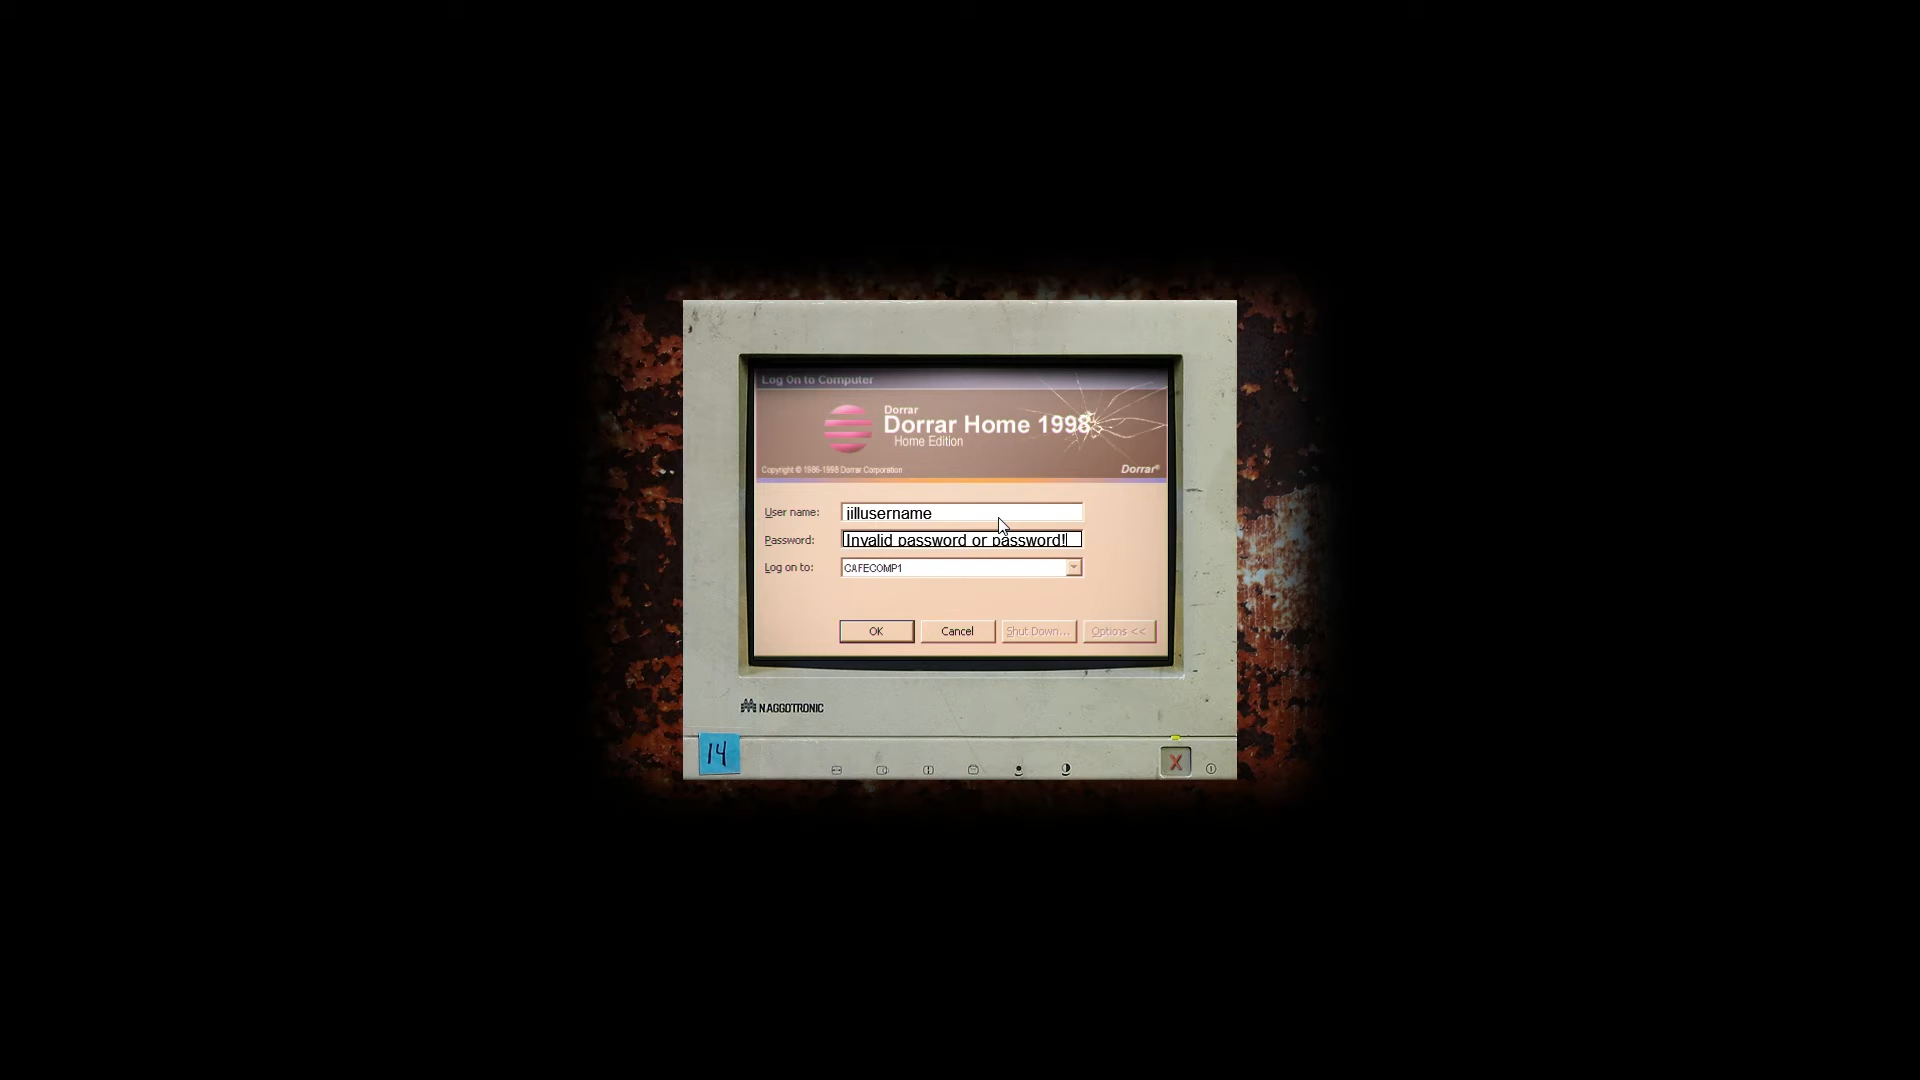 Log On to Computer
Dorrar
Dorrar Home 1998
Home Edition
Copyright © 1986-1998 Dorrar Corporation
Dorrar®
User name: jillusername
Password: Invalid password or password!
Log on to: CAFECOMP1
OK Cancel Shut Down... Options <<
NAGGOTRONIC
14
X